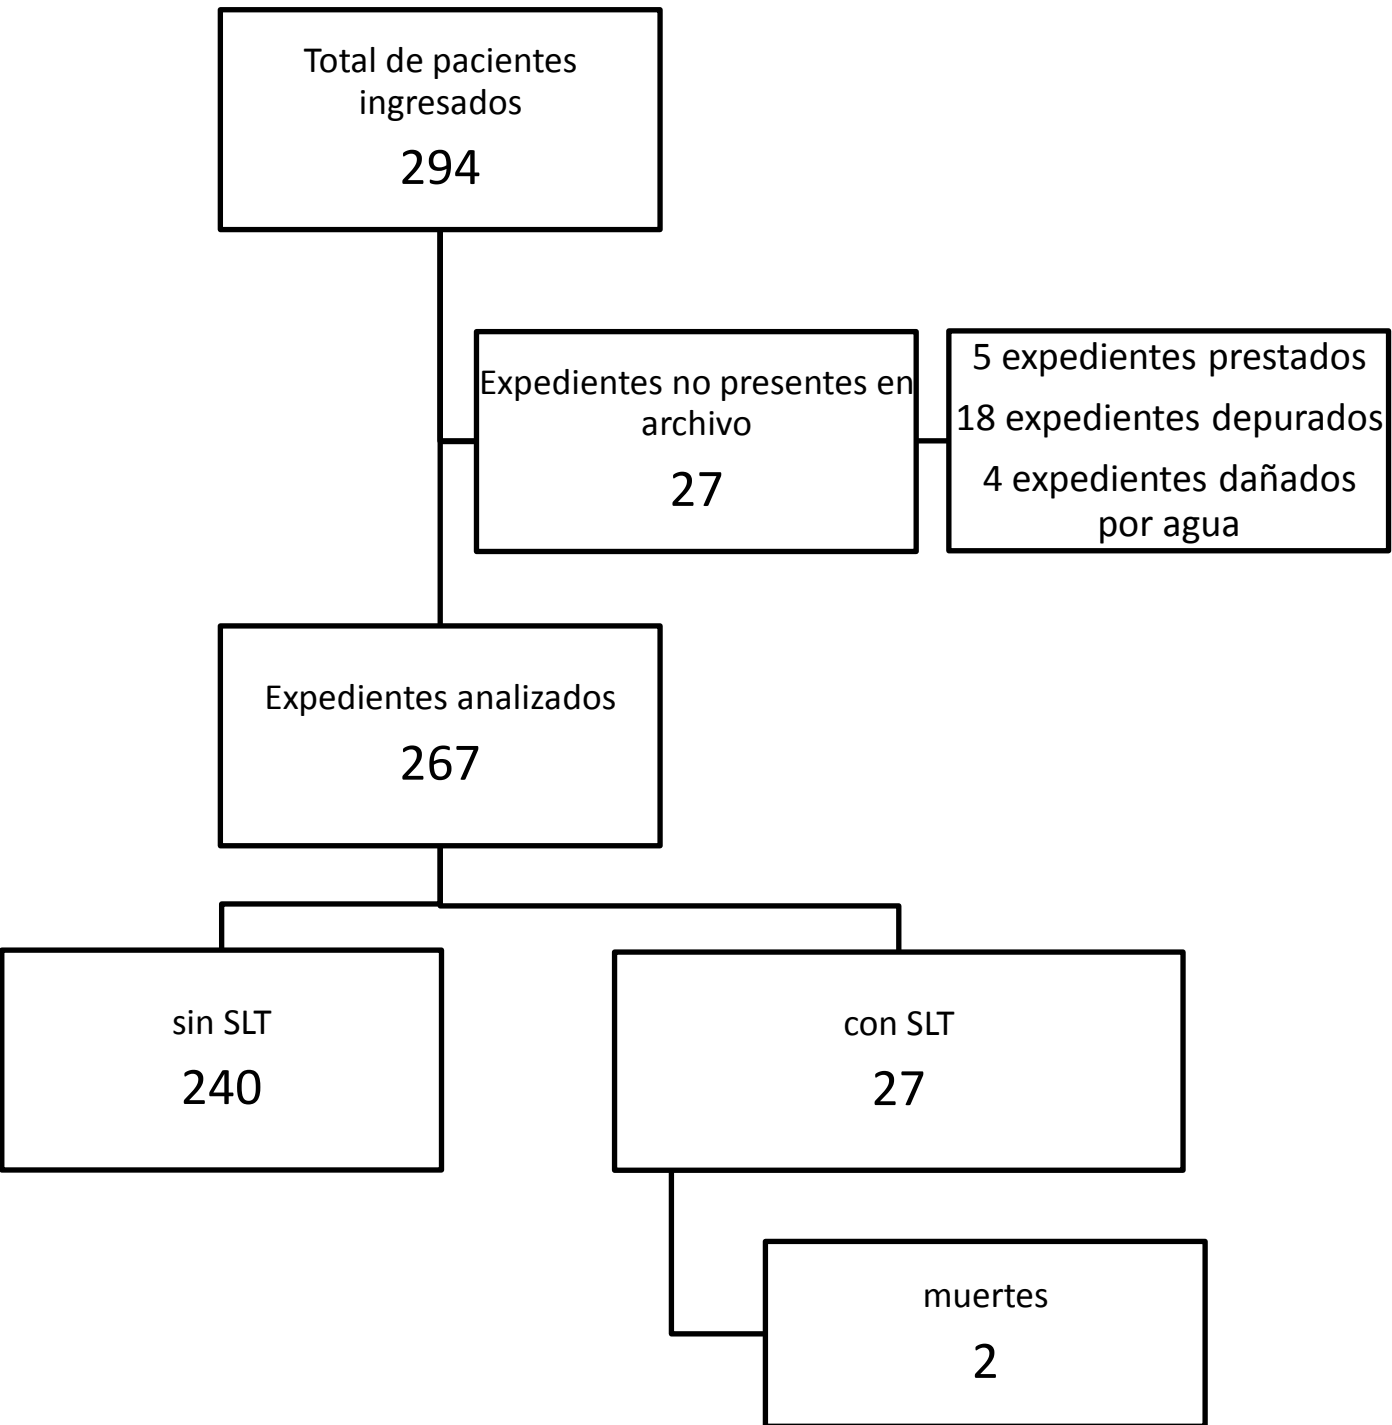 Total de pacientes
ingresados
294
Expedientes no presentes en
archivo
27
5 expedientes prestados
18 expedientes depurados
4 expedientes dañados
por agua
Expedientes analizados
267
sin SLT
240
con SLT
27
muertes
2